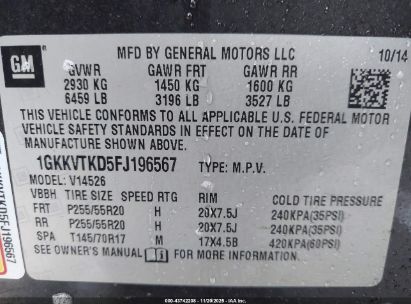 GM
MFD BY GENERAL MOTORS LLC 10/14
GVWR GAWR FRT GAWR RR
2930 KG 1450 KG 1600 KG
6459 LB 3196 LB 3527 LB
THIS VEHICLE CONFORMS TO ALL APPLICABLE U.S. FEDERAL MOTOR
VEHICLE SAFETY STANDARDS IN EFFECT ON THE DATE OF
MANUFACTURE SHOWN ABOVE.
1GKKVTKD5FJ196567 TYPE: M.P.V.
V14526
VBBH TIRE SIZE SPEED RTG RIM COLD TIRE PRESSURE
FRT P255/55R20 H 20X7.5J 240KPA(35PSI)
RR P255/55R20 H 20X7.5J 240KPA(35PSI)
SPA T145/70R17 M 17X4.5B 420KPA(60PSI)
SEE OWNER'S MANUAL FOR MORE INFORMATION.